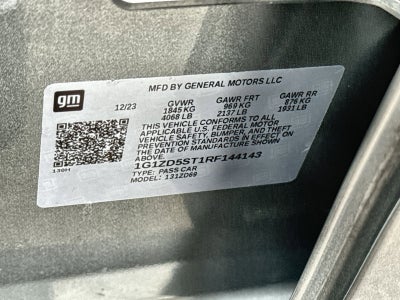 MFD BY GENERAL MOTORS LLC
gm
12/23 GVWR GAWR FRT GAWR RR
1845 KG 969 KG 876 KG
4068 LB 2137 LB 1931 LB
THIS VEHICLE CONFORMS TO ALL
APPLICABLE U.S. FEDERAL MOTOR
VEHICLE SAFETY, BUMPER, AND THEFT
PREVENTION STANDARDS IN EFFECT ON
THE DATE OF MANUFACTURE SHOWN
ABOVE.
1G1ZD5ST1RF144143
TYPE: PASS CAR
130H MODEL: 131ZD69